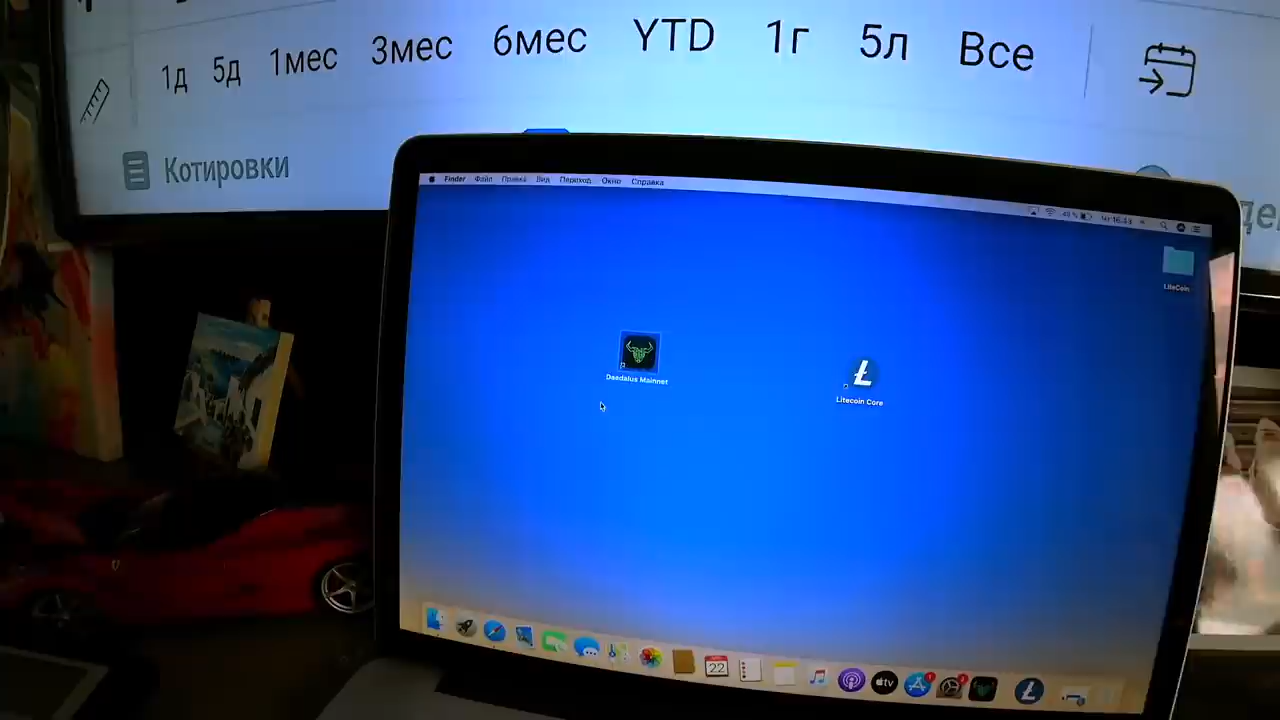 1д 5д 1мес 3мес 6мес YTD 1г 5л Все
Котировки
Finder Файл Правка Вид Переход Окно Справка
LiteCoin
Daedalus Mainnet
Litecoin Core
22
tv